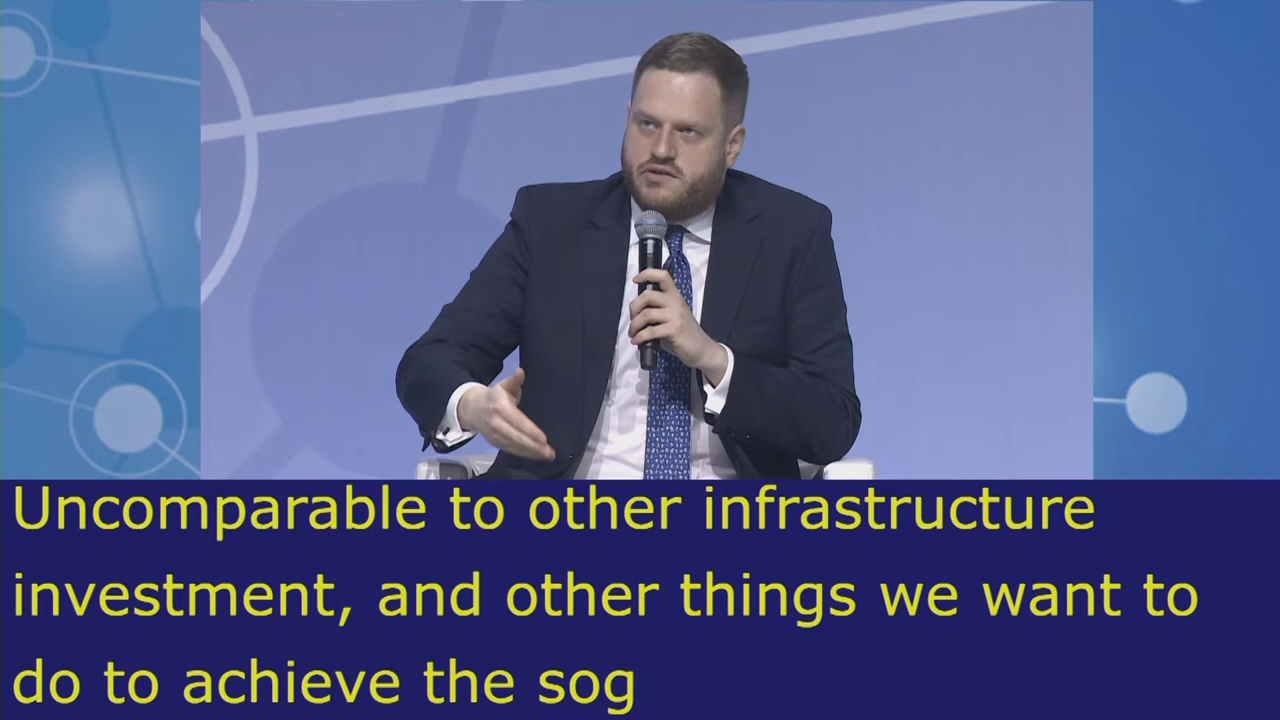 Uncomparable to other infrastructure
investment, and other things we want to
do to achieve the sog